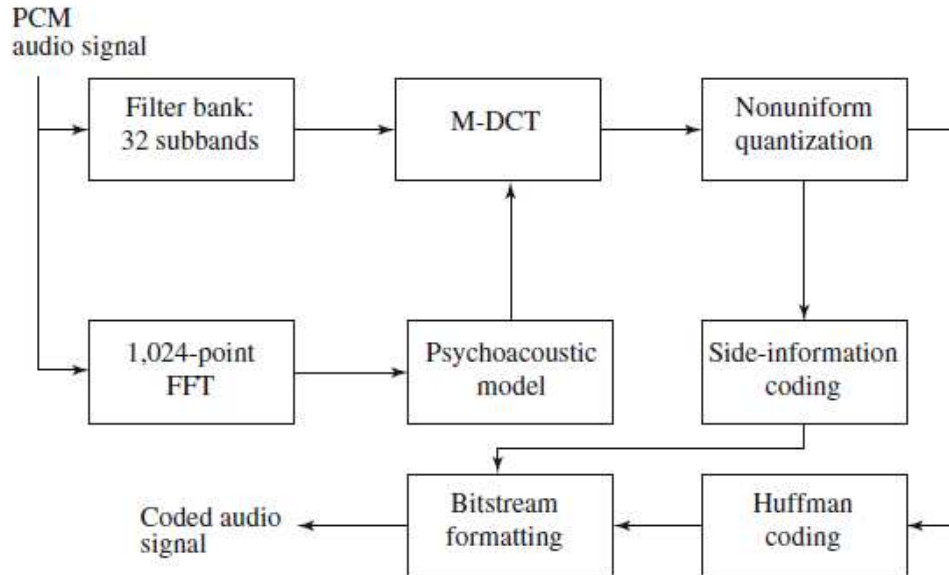 PCM
audio signal
Filter bank:
32 subbands
M-DCT
Nonuniform
quantization
1,024-point
FFT
Psychoacoustic
model
Side-information
coding
Coded audio
signal
Bitstream
formatting
Huffman
coding